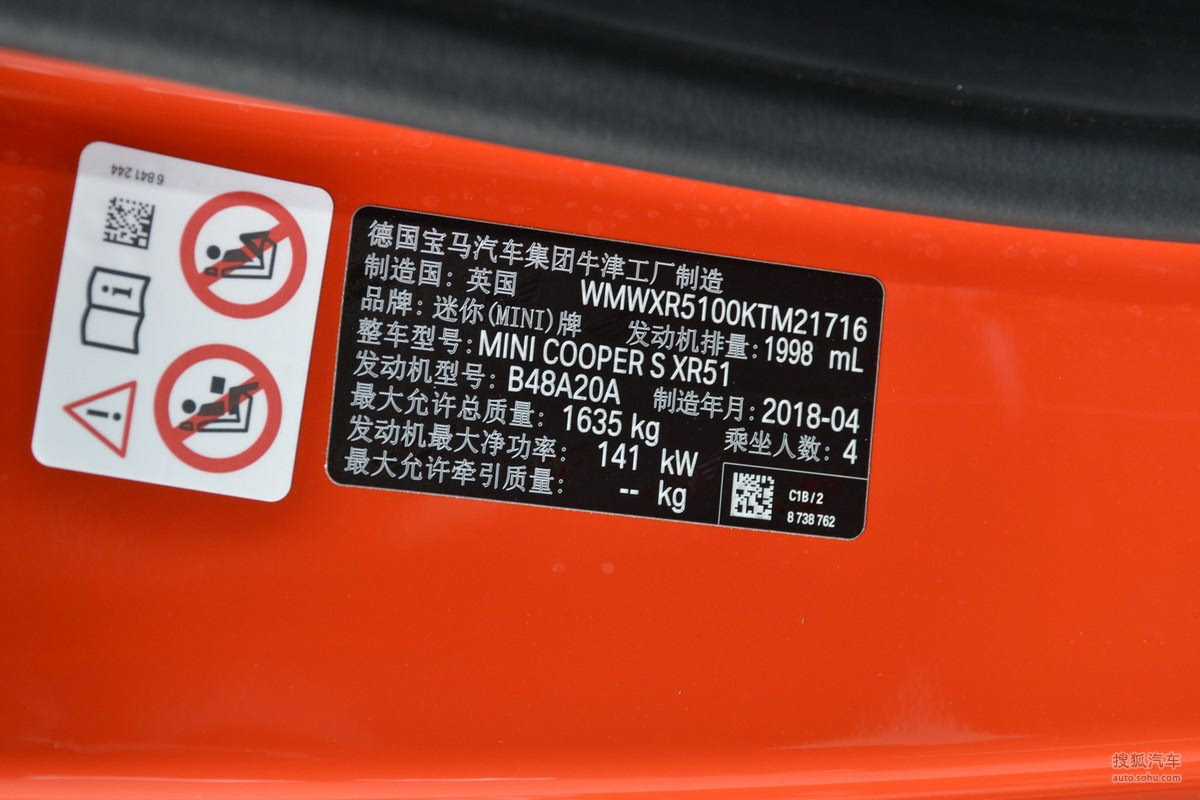 6 841 244
德国宝马汽车集团牛津工厂制造
制造国: 英国
WMWXR5100KTM21716
品牌: 迷你(MINI)牌 发动机排量: 1998 mL
整车型号: MINI COOPER S XR51
发动机型号: B48A20A 制造年月: 2018-04
最大允许总质量: 1635 kg 乘坐人数: 4
发动机最大净功率: 141 kW
最大允许牵引质量: -- kg
C1B/2
8 738 762
搜狐汽车
auto.sohu.com